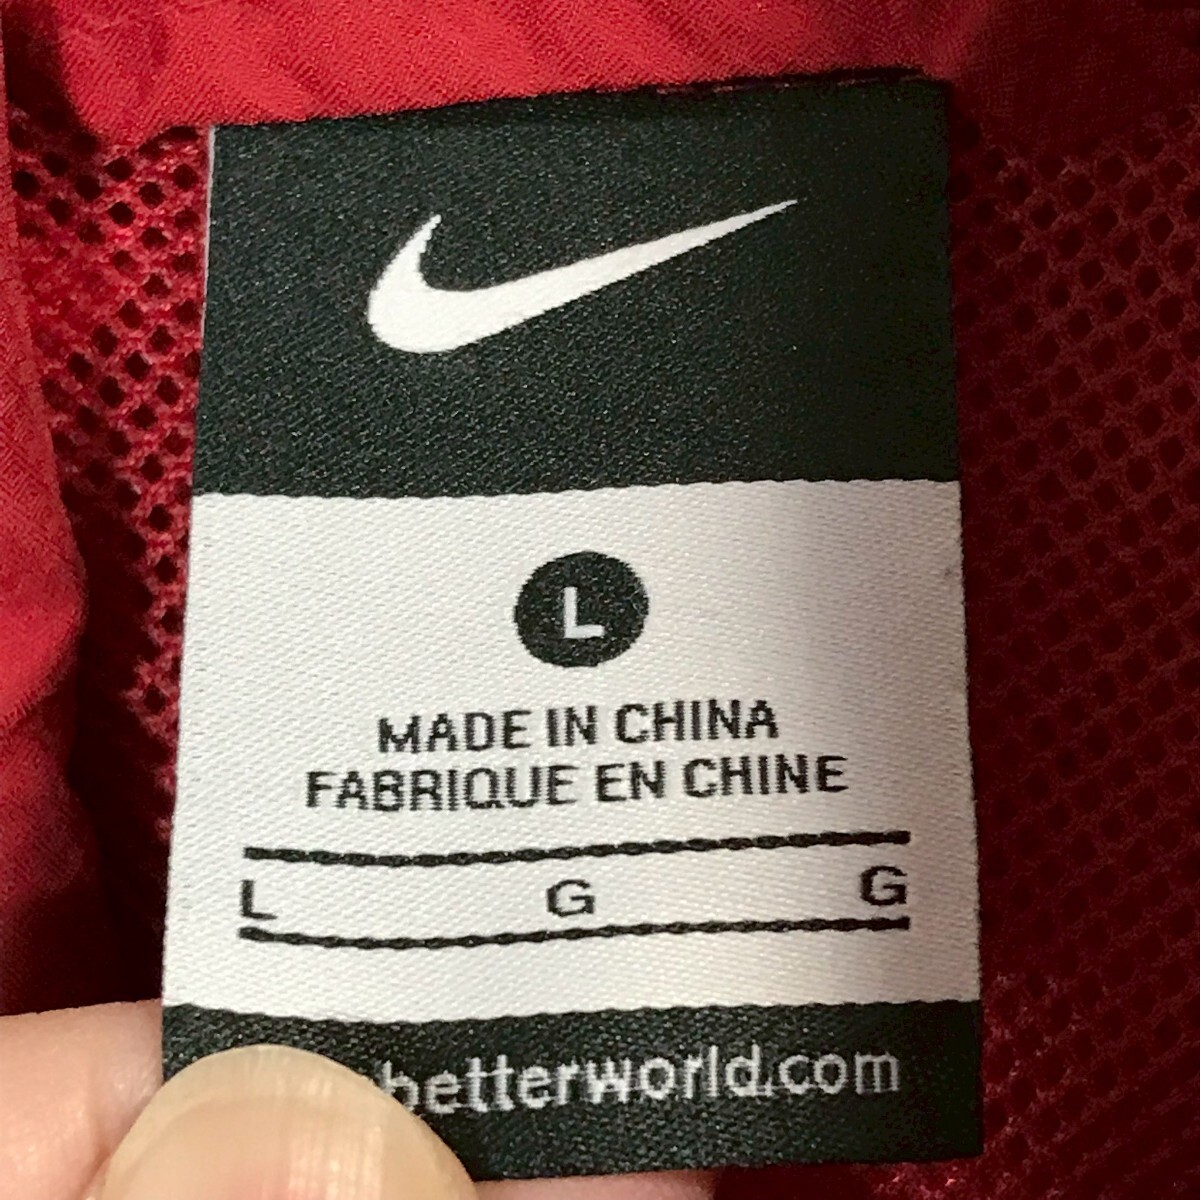 L
MADE IN CHINA
FABRIQUE EN CHINE
L G G
betterworld.com